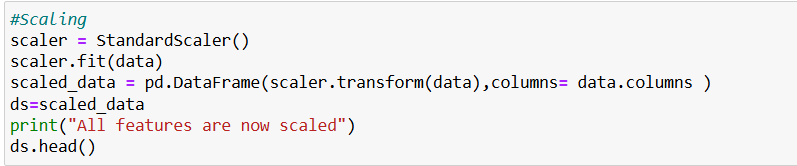 #Scaling
scaler = StandardScaler()
scaler.fit(data)
scaled_data = pd.DataFrame(scaler.transform(data),columns= data.columns )
ds=scaled_data
print("All features are now scaled")
ds.head()